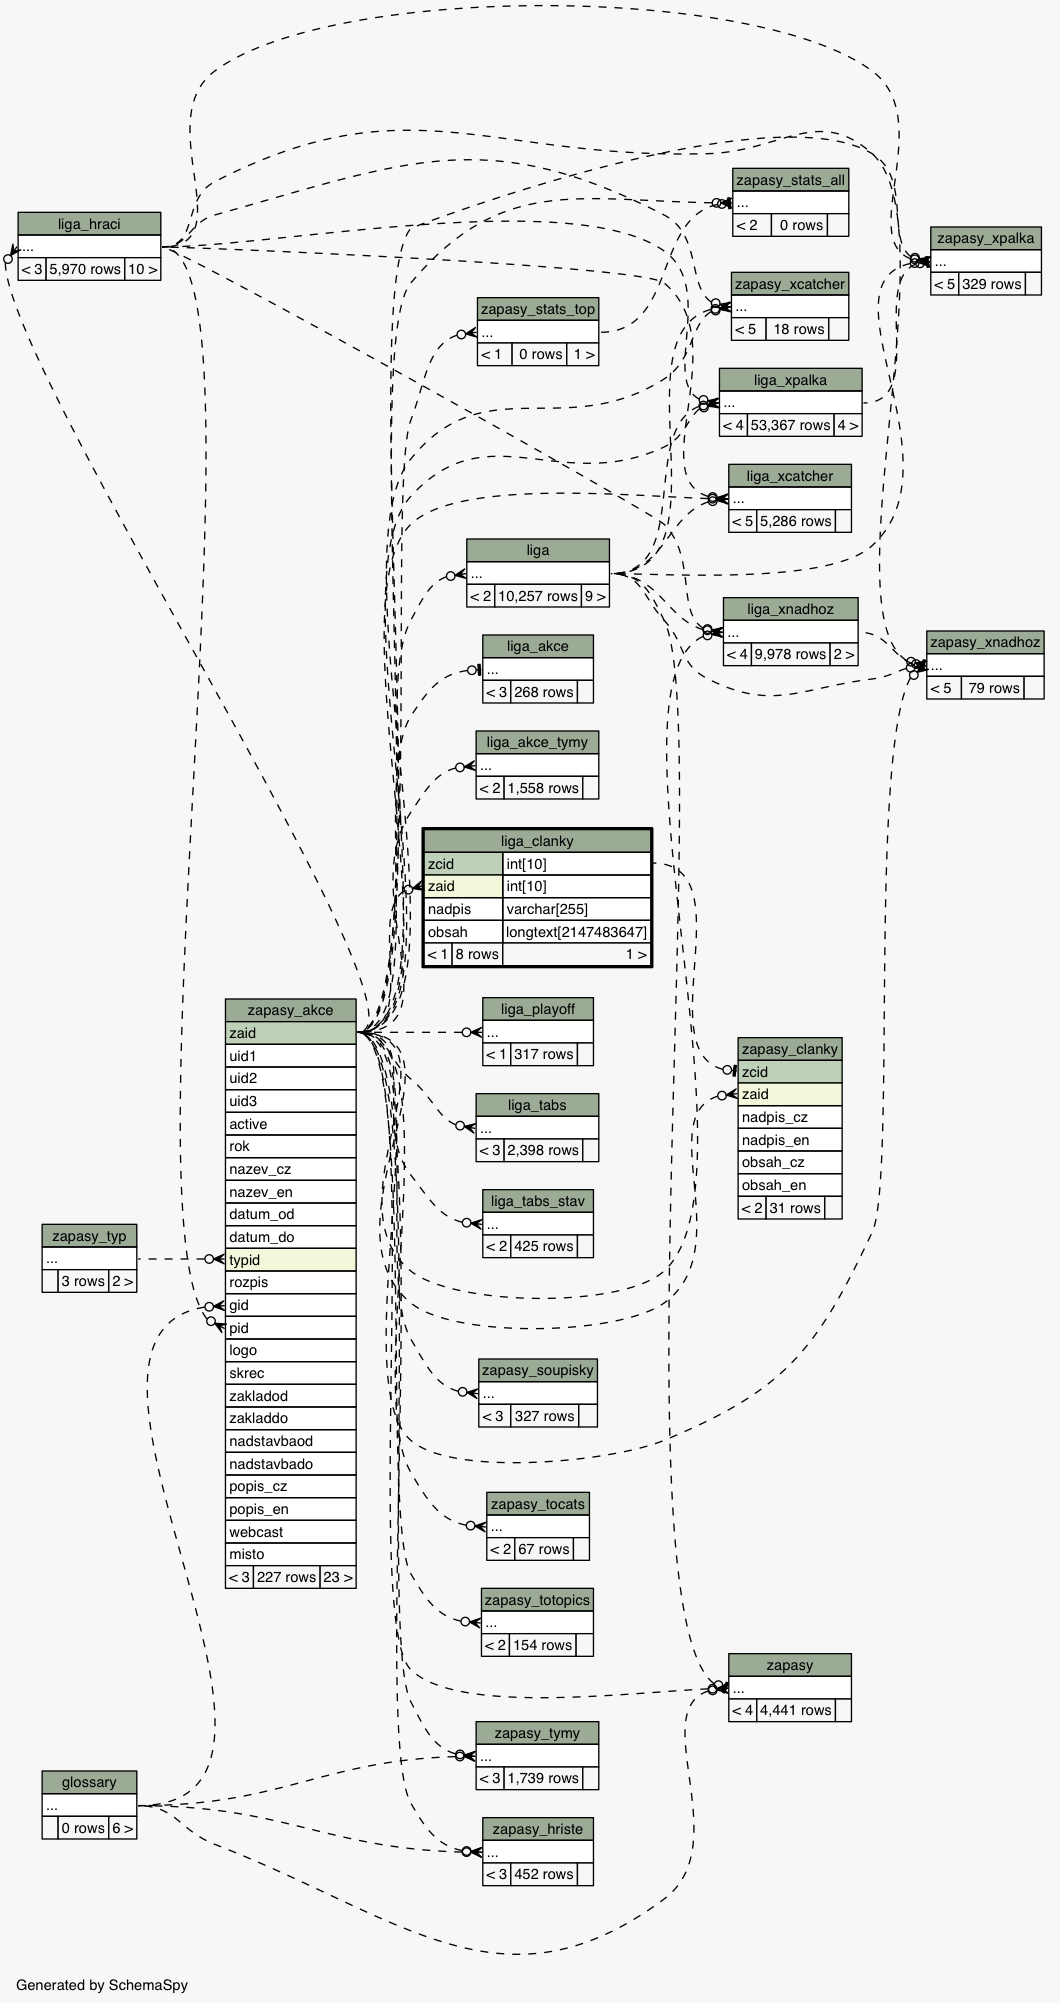 zapasy_stats_all
...
< 2 0 rows
liga_hraci
...
< 3 5,970 rows 10 >
zapasy_xpalka
...
< 5 329 rows
zapasy_xcatcher
...
< 5 18 rows
zapasy_stats_top
...
< 1 0 rows 1 >
liga_xpalka
...
< 4 53,367 rows 4 >
liga_xcatcher
...
< 5 5,286 rows
liga
...
< 2 10,257 rows 9 >
liga_xnadhoz
...
< 4 9,978 rows 2 >
zapasy_xnadhoz
...
< 5 79 rows
liga_akce
...
< 3 268 rows
liga_akce_tymy
...
< 2 1,558 rows
liga_clanky
zcid int[10]
zaid int[10]
nadpis varchar[255]
obsah longtext[2147483647]
< 1 8 rows 1 >
zapasy_akce
zaid
uid1
uid2
uid3
active
rok
nazev_cz
nazev_en
datum_od
datum_do
typid
rozpis
gid
pid
logo
skrec
zakladod
zakladdo
nadstavbaod
nadstavbado
popis_cz
popis_en
webcast
misto
< 3 227 rows 23 >
liga_playoff
...
< 1 317 rows
zapasy_clanky
zcid
zaid
nadpis_cz
nadpis_en
obsah_cz
obsah_en
< 2 31 rows
liga_tabs
...
< 3 2,398 rows
liga_tabs_stav
...
< 2 425 rows
zapasy_typ
...
3 rows 2 >
zapasy_soupisky
...
< 3 327 rows
zapasy_tocats
...
< 2 67 rows
zapasy_totopics
...
< 2 154 rows
zapasy
...
< 4 4,441 rows
zapasy_tymy
...
< 3 1,739 rows
glossary
...
0 rows 6 >
zapasy_hriste
...
< 3 452 rows
Generated by SchemaSpy